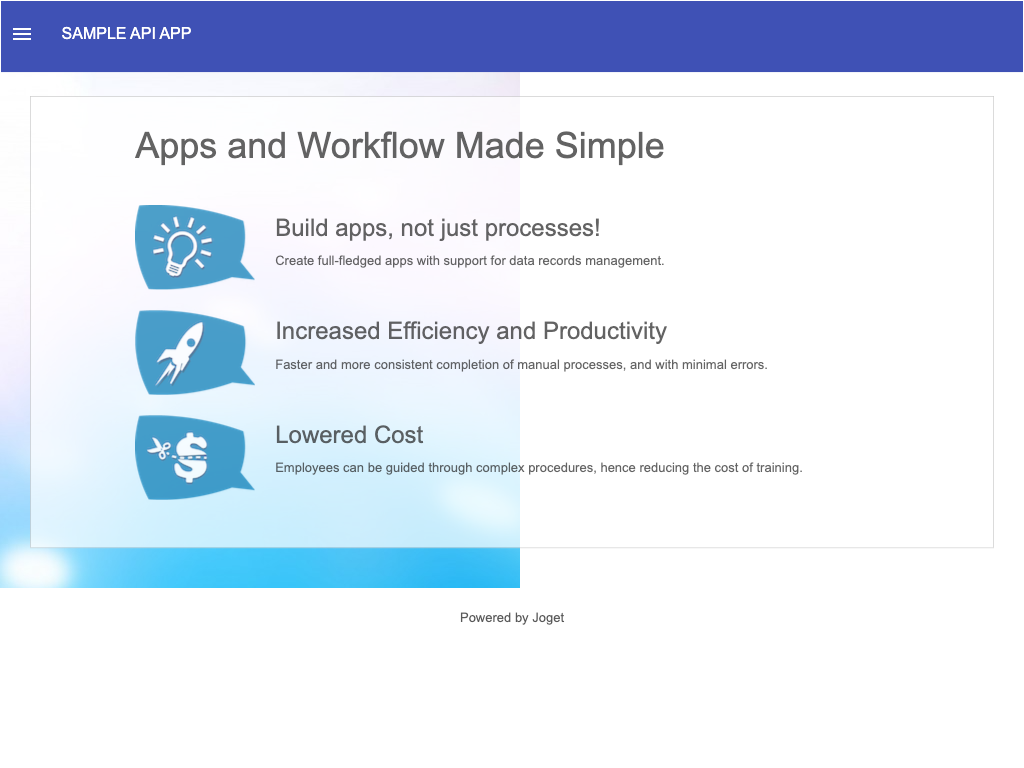 SAMPLE API APP
Apps and Workflow Made Simple
Build apps, not just processes!
Create full-fledged apps with support for data records management.
Increased Efficiency and Productivity
Faster and more consistent completion of manual processes, and with minimal errors.
Lowered Cost
Employees can be guided through complex procedures, hence reducing the cost of training.
Powered by Joget